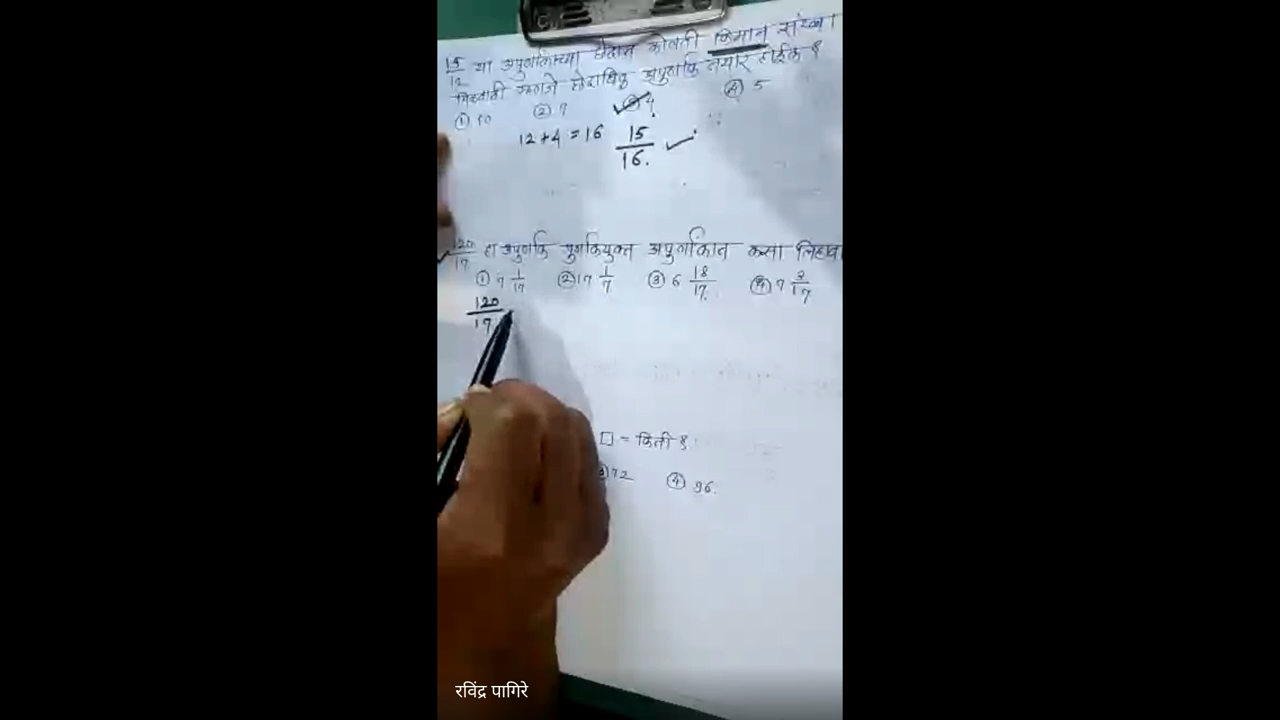 15/12 या अपुर्णांकाच्या छेदात कोणती किमान संख्या
मिळवावी म्हणजे छेदाधिक अपुर्णांक तयार होईल ?
① 10 ② 7 ③ 4 ④ 5
12 + 4 = 16 15/16.
120/17 हा अपुर्णांक पुर्णांकयुक्त अपुर्णांकात कसा लिहाल
① 7 1/17 ② 17 1/7 ③ 6 18/17. ④ 7 2/17
120/17
□ = किती ?
③ 72 ④ 96.
रविंद्र पागिरे